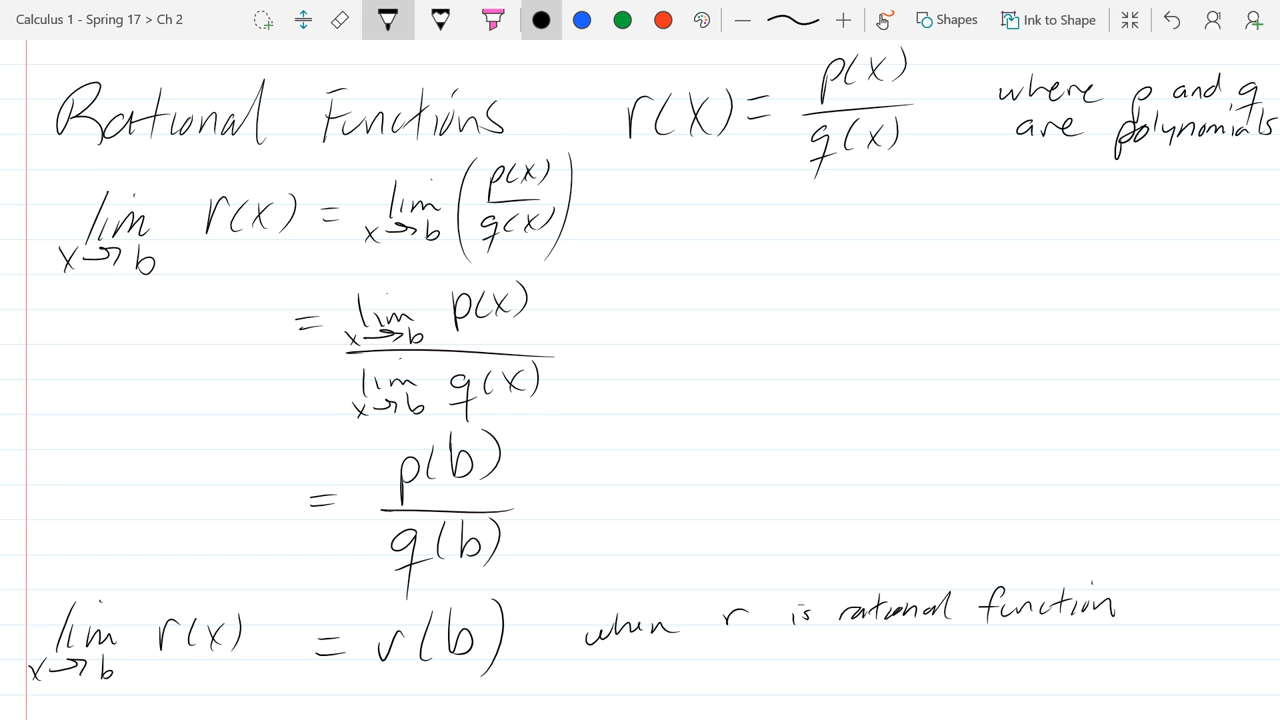 Calculus 1 - Spring 17 > Ch 2 Shapes Ink to Shape
Rational Functions r(x) = p(x)/q(x) where p and q
are polynomials
lim x→b r(x) = lim x→b (p(x)/q(x))
= lim x→b p(x) / lim x→b q(x)
= p(b)/q(b)
lim x→b r(x) = r(b) when r is rational function